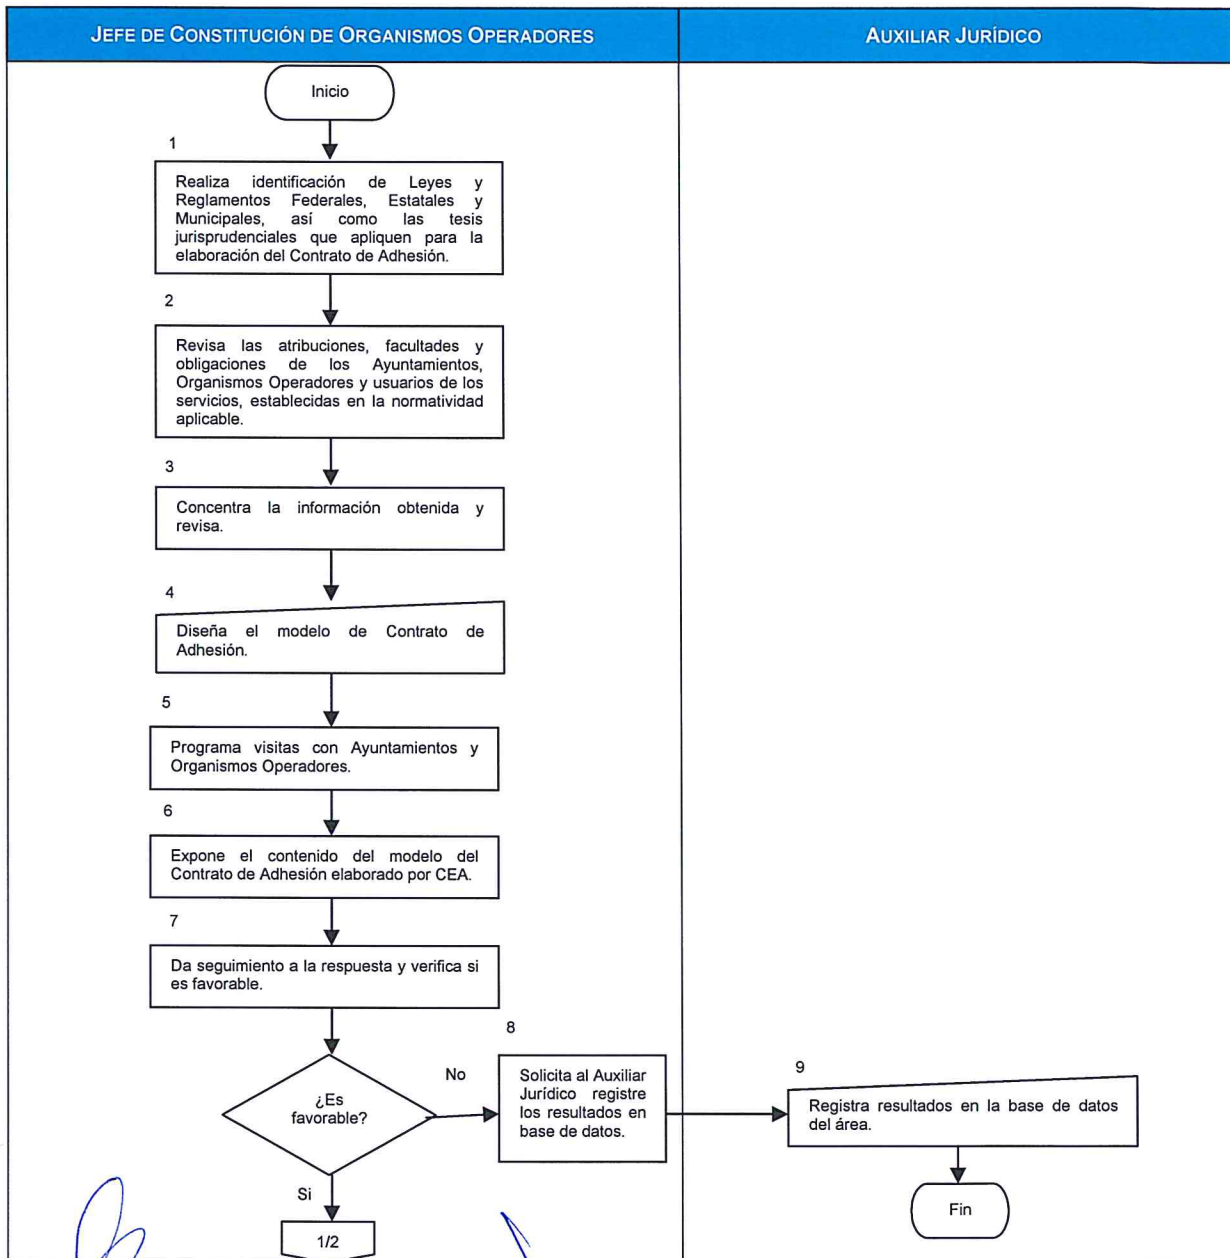 JEFE DE CONSTITUCIÓN DE ORGANISMOS OPERADORES
AUXILIAR JURÍDICO
Inicio
1
Realiza identificación de Leyes y
Reglamentos Federales, Estatales y
Municipales, así como las tesis
jurisprudenciales que apliquen para la
elaboración del Contrato de Adhesión.
2
Revisa las atribuciones, facultades y
obligaciones de los Ayuntamientos,
Organismos Operadores y usuarios de los
servicios, establecidas en la normatividad
aplicable.
3
Concentra la información obtenida y
revisa.
4
Diseña el modelo de Contrato de
Adhesión.
5
Programa visitas con Ayuntamientos y
Organismos Operadores.
6
Expone el contenido del modelo del
Contrato de Adhesión elaborado por CEA.
7
Da seguimiento a la respuesta y verifica si
es favorable.
¿Es
favorable?
No
8
Solicita al Auxiliar
Jurídico registre
los resultados en
base de datos.
9
Registra resultados en la base de datos
del área.
Fin
Si
1/2